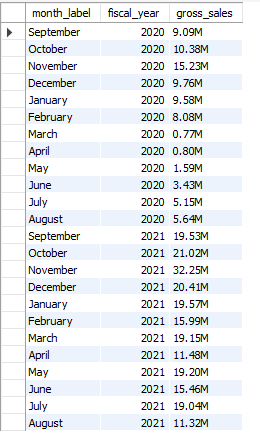 month_label fiscal_year gross_sales
September 2020 9.09M
October 2020 10.38M
November 2020 15.23M
December 2020 9.76M
January 2020 9.58M
February 2020 8.08M
March 2020 0.77M
April 2020 0.80M
May 2020 1.59M
June 2020 3.43M
July 2020 5.15M
August 2020 5.64M
September 2021 19.53M
October 2021 21.02M
November 2021 32.25M
December 2021 20.41M
January 2021 19.57M
February 2021 15.99M
March 2021 19.15M
April 2021 11.48M
May 2021 19.20M
June 2021 15.46M
July 2021 19.04M
August 2021 11.32M